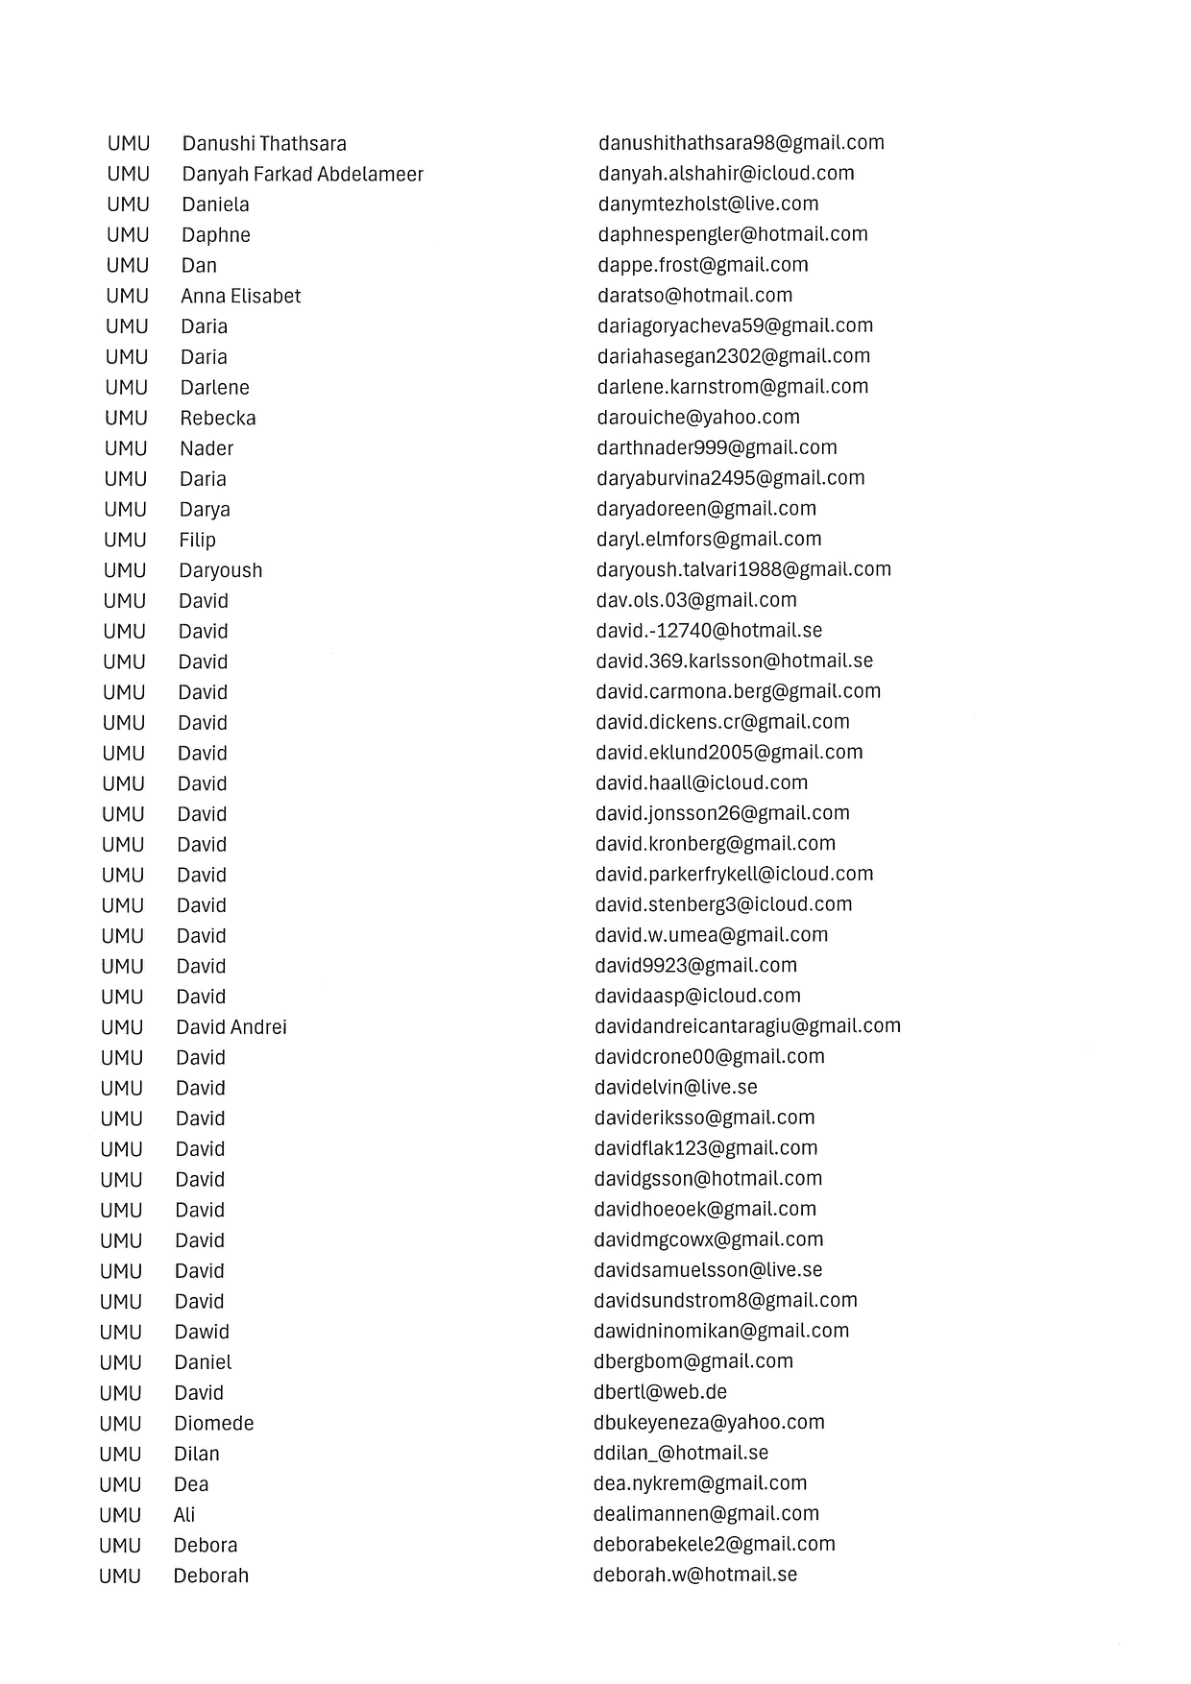 UMU Danushi Thathsara danushithathsara98@gmail.com
UMU Danyah Farkad Abdelameer danyah.alshahir@icloud.com
UMU Daniela danymtezholst@live.com
UMU Daphne daphnespengler@hotmail.com
UMU Dan dappe.frost@gmail.com
UMU Anna Elisabet daratso@hotmail.com
UMU Daria dariagoryacheva59@gmail.com
UMU Daria dariahasegan2302@gmail.com
UMU Darlene darlene.karnstrom@gmail.com
UMU Rebecka darouiche@yahoo.com
UMU Nader darthnader999@gmail.com
UMU Daria daryaburvina2495@gmail.com
UMU Darya daryadoreen@gmail.com
UMU Filip daryl.elmfors@gmail.com
UMU Daryoush daryoush.talvari1988@gmail.com
UMU David dav.ols.03@gmail.com
UMU David david.-12740@hotmail.se
UMU David david.369.karlsson@hotmail.se
UMU David david.carmona.berg@gmail.com
UMU David david.dickens.cr@gmail.com
UMU David david.eklund2005@gmail.com
UMU David david.haall@icloud.com
UMU David david.jonsson26@gmail.com
UMU David david.kronberg@gmail.com
UMU David david.parkerfrykell@icloud.com
UMU David david.stenberg3@icloud.com
UMU David david.w.umea@gmail.com
UMU David david9923@gmail.com
UMU David davidaasp@icloud.com
UMU David Andrei davidandreicantaragiu@gmail.com
UMU David davidcrone00@gmail.com
UMU David davidelvin@live.se
UMU David davideriksso@gmail.com
UMU David davidflak123@gmail.com
UMU David davidgsson@hotmail.com
UMU David davidhoeoek@gmail.com
UMU David davidmgcowx@gmail.com
UMU David davidsamuelsson@live.se
UMU David davidsundstrom8@gmail.com
UMU Dawid dawidninomikan@gmail.com
UMU Daniel dbergbom@gmail.com
UMU David dbertl@web.de
UMU Diomede dbukeyeneza@yahoo.com
UMU Dilan ddilan_@hotmail.se
UMU Dea dea.nykrem@gmail.com
UMU Ali dealimannen@gmail.com
UMU Debora deborabekele2@gmail.com
UMU Deborah deborah.w@hotmail.se